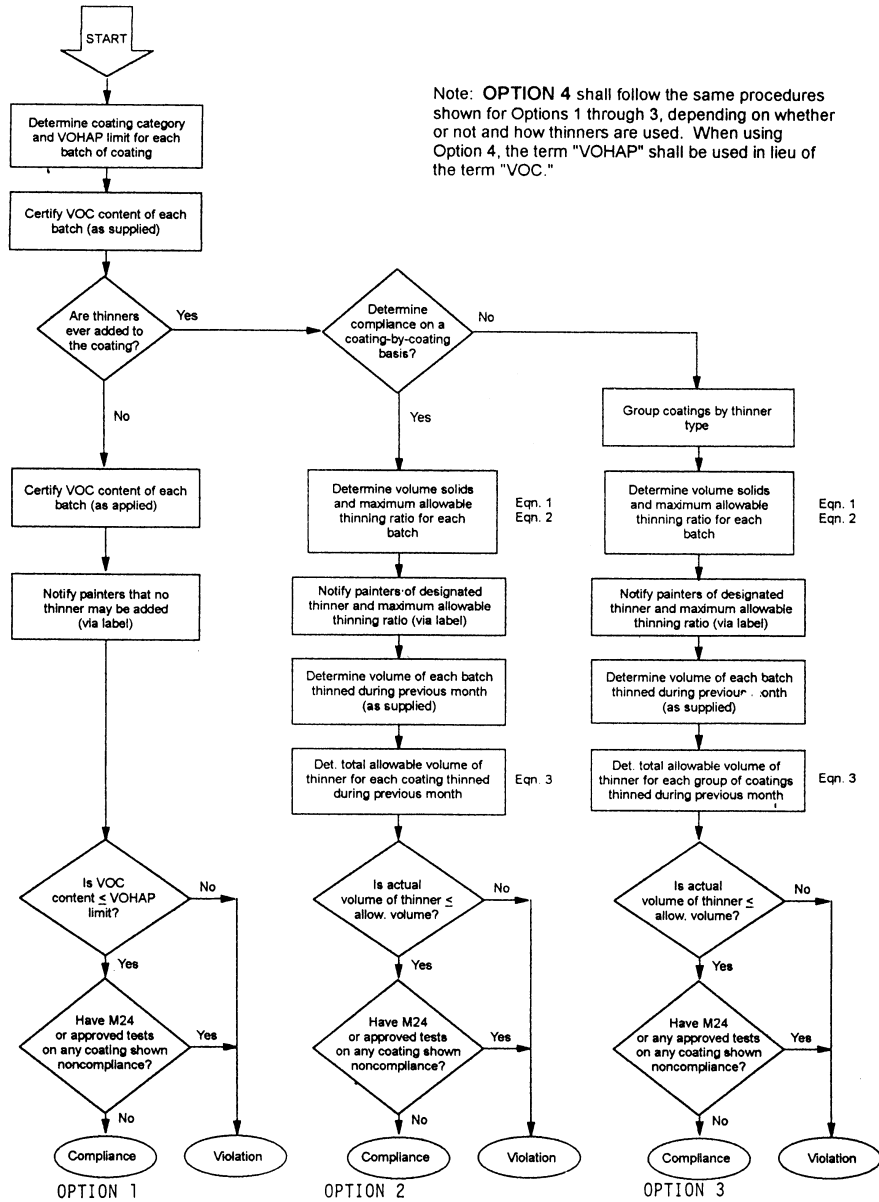 START
Note: OPTION 4 shall follow the same procedures
shown for Options 1 through 3, depending on whether
or not and how thinners are used. When using
Option 4, the term "VOHAP" shall be used in lieu of
the term "VOC."
Determine coating category
and VOHAP limit for each
batch of coating
Certify VOC content of each
batch (as supplied)
Are thinners
ever added to
the coating?
Yes
No
Determine
compliance on a
coating-by-coating
basis?
No
Yes
Certify VOC content of each
batch (as applied)
Notify painters that no
thinner may be added
(via label)
Is VOC
content ≤ VOHAP
limit?
No
Yes
Have M24
or approved tests
on any coating shown
noncompliance?
Yes
No
Compliance
Violation
OPTION 1
Determine volume solids
and maximum allowable
thinning ratio for each
batch
Eqn. 1
Eqn. 2
Notify painters of designated
thinner and maximum allowable
thinning ratio (via label)
Determine volume of each batch
thinned during previous month
(as supplied)
Det. total allowable volume of
thinner for each coating thinned
during previous month
Eqn. 3
Is actual
volume of thinner ≤
allow. volume?
No
Yes
Have M24
or approved tests
on any coating shown
noncompliance?
Yes
No
Compliance
Violation
OPTION 2
Group coatings by thinner
type
Determine volume solids
and maximum allowable
thinning ratio for each
batch
Eqn. 1
Eqn. 2
Notify painters of designated
thinner and maximum allowable
thinning ratio (via label)
Determine volume of each batch
thinned during previous month
(as supplied)
Det. total allowable volume of
thinner for each group of coatings
thinned during previous month
Eqn. 3
Is actual
volume of thinner ≤
allow. volume?
No
Yes
Have M24
or any approved tests
on any coating shown
noncompliance?
Yes
No
Compliance
Violation
OPTION 3